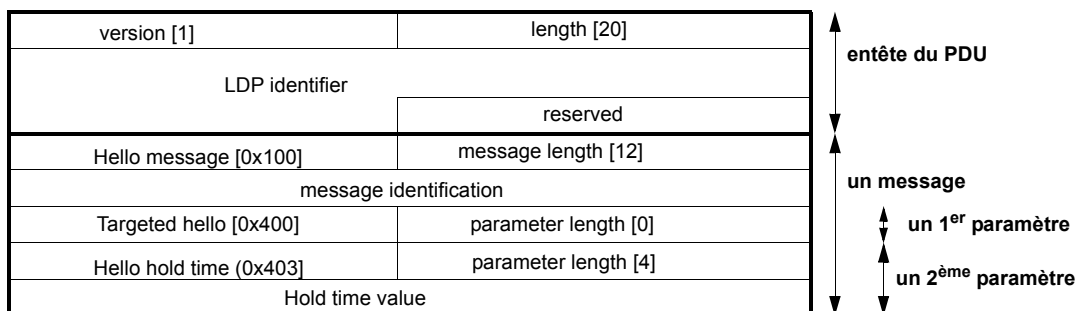 version [1] length [20]
entête du PDU
LDP identifier
reserved
Hello message [0x100] message length [12]
message identification
un message
Targeted hello [0x400] parameter length [0]
un 1er paramètre
Hello hold time (0x403] parameter length [4]
un 2ème paramètre
Hold time value